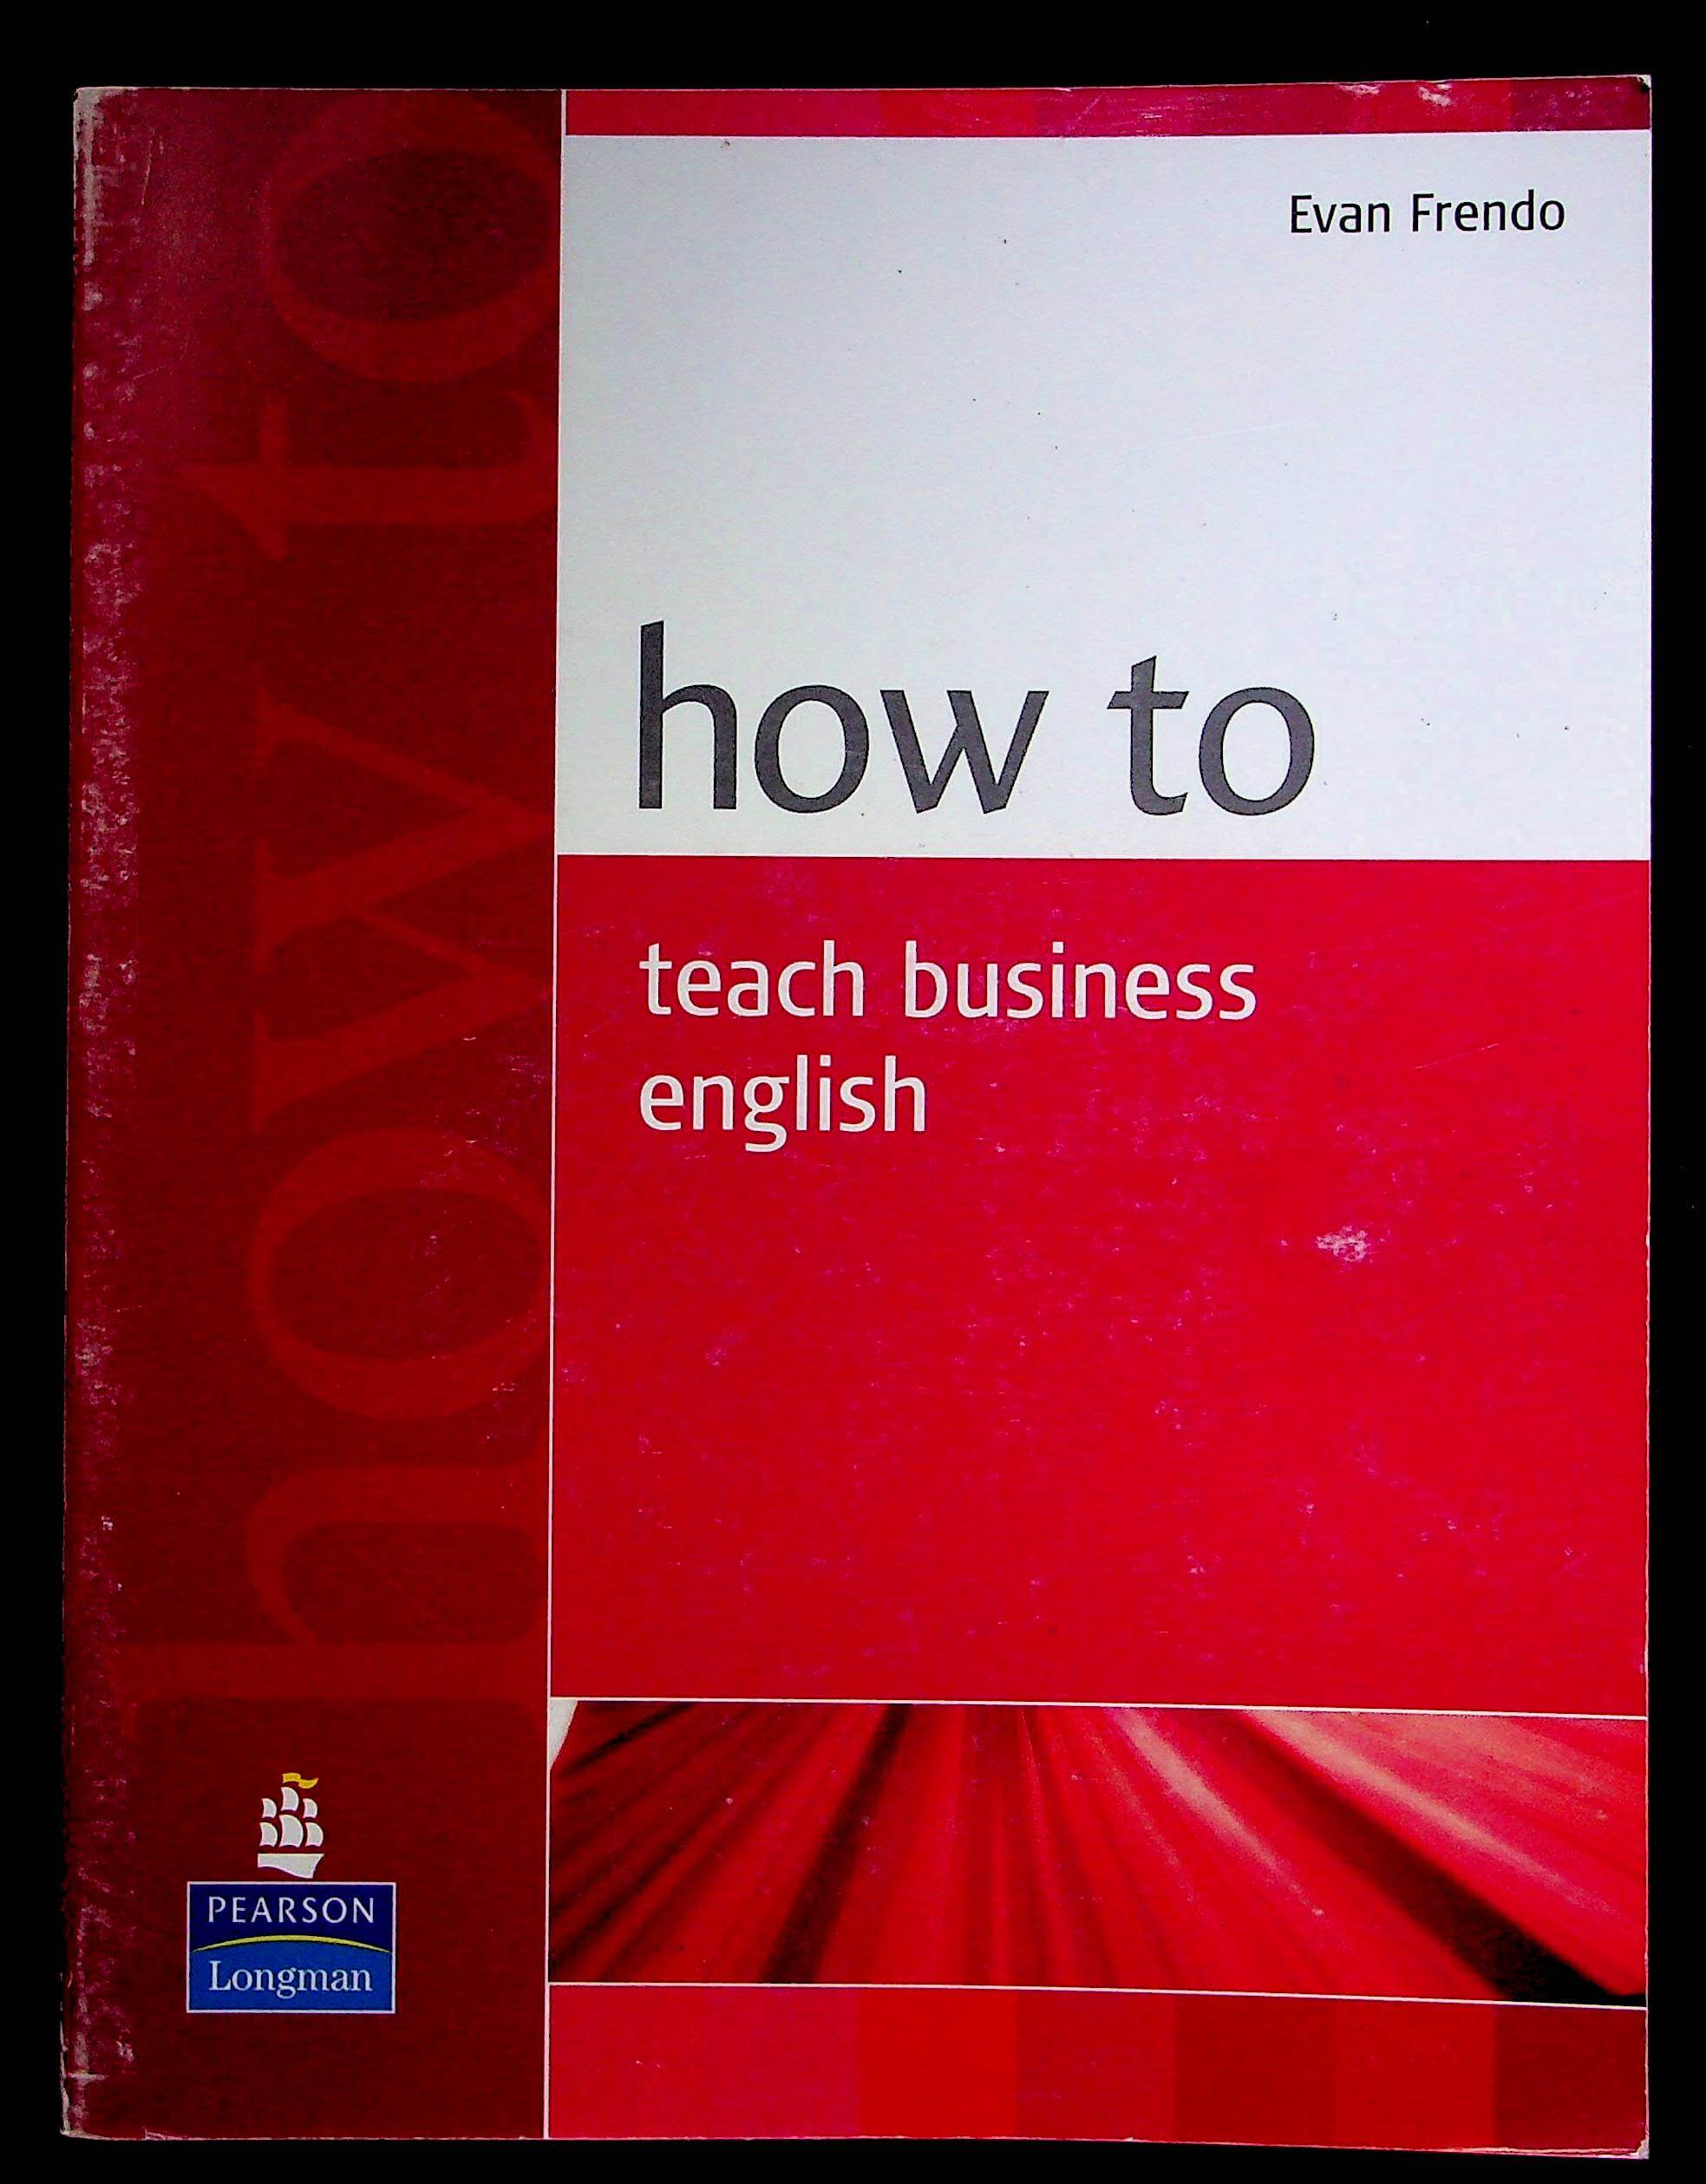 Evan Frendo
how to
how to
teach business
english
PEARSON
Longman